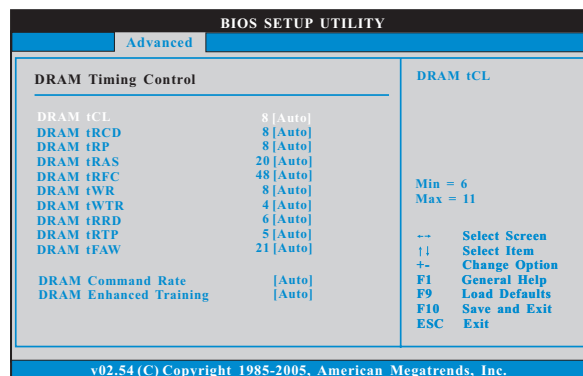 BIOS SETUP UTILITY
Advanced
DRAM Timing Control
DRAM tCL 8 [Auto]
DRAM tRCD 8 [Auto]
DRAM tRP 8 [Auto]
DRAM tRAS 20 [Auto]
DRAM tRFC 48 [Auto]
DRAM tWR 8 [Auto]
DRAM tWTR 4 [Auto]
DRAM tRRD 6 [Auto]
DRAM tRTP 5 [Auto]
DRAM tFAW 21 [Auto]
DRAM Command Rate [Auto]
DRAM Enhanced Training [Auto]
DRAM tCL
Min = 6
Max = 11
←→ Select Screen
↑↓ Select Item
+- Change Option
F1 General Help
F9 Load Defaults
F10 Save and Exit
ESC Exit
v02.54 (C) Copyright 1985-2005, American Megatrends, Inc.